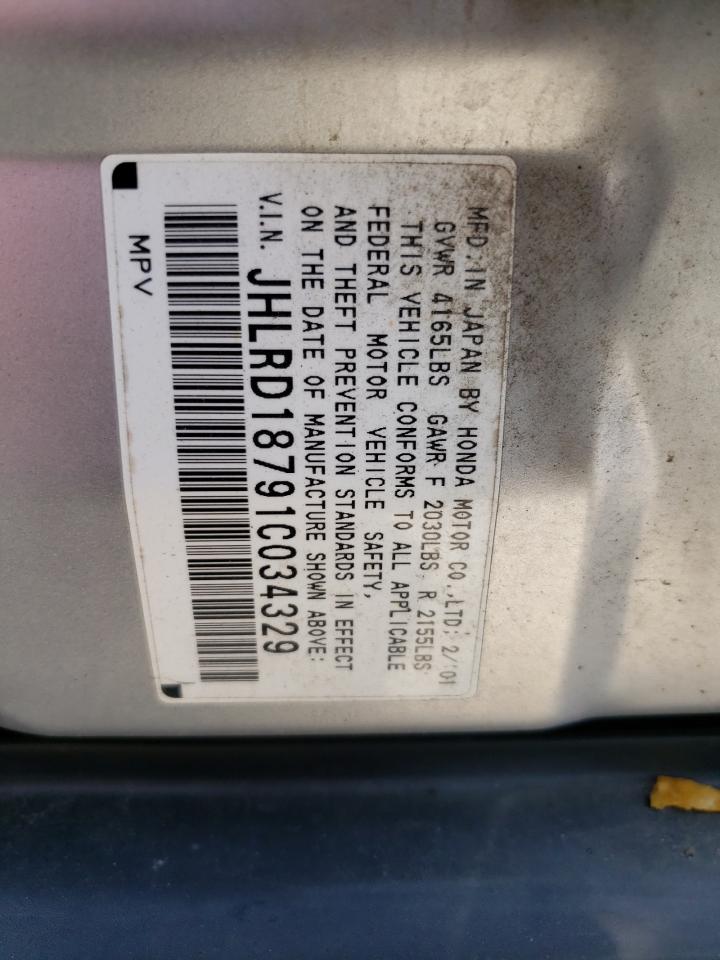 MFD. IN JAPAN BY HONDA MOTOR CO., LTD; 2/'01
GVWR 4165LBS GAWR F 2030LBS R 2155LBS
THIS VEHICLE CONFORMS TO ALL APPLICABLE
FEDERAL MOTOR VEHICLE SAFETY,
AND THEFT PREVENTION STANDARDS IN EFFECT
ON THE DATE OF MANUFACTURE SHOWN ABOVE:
V.I.N. JHLRD18791C034329
MPV